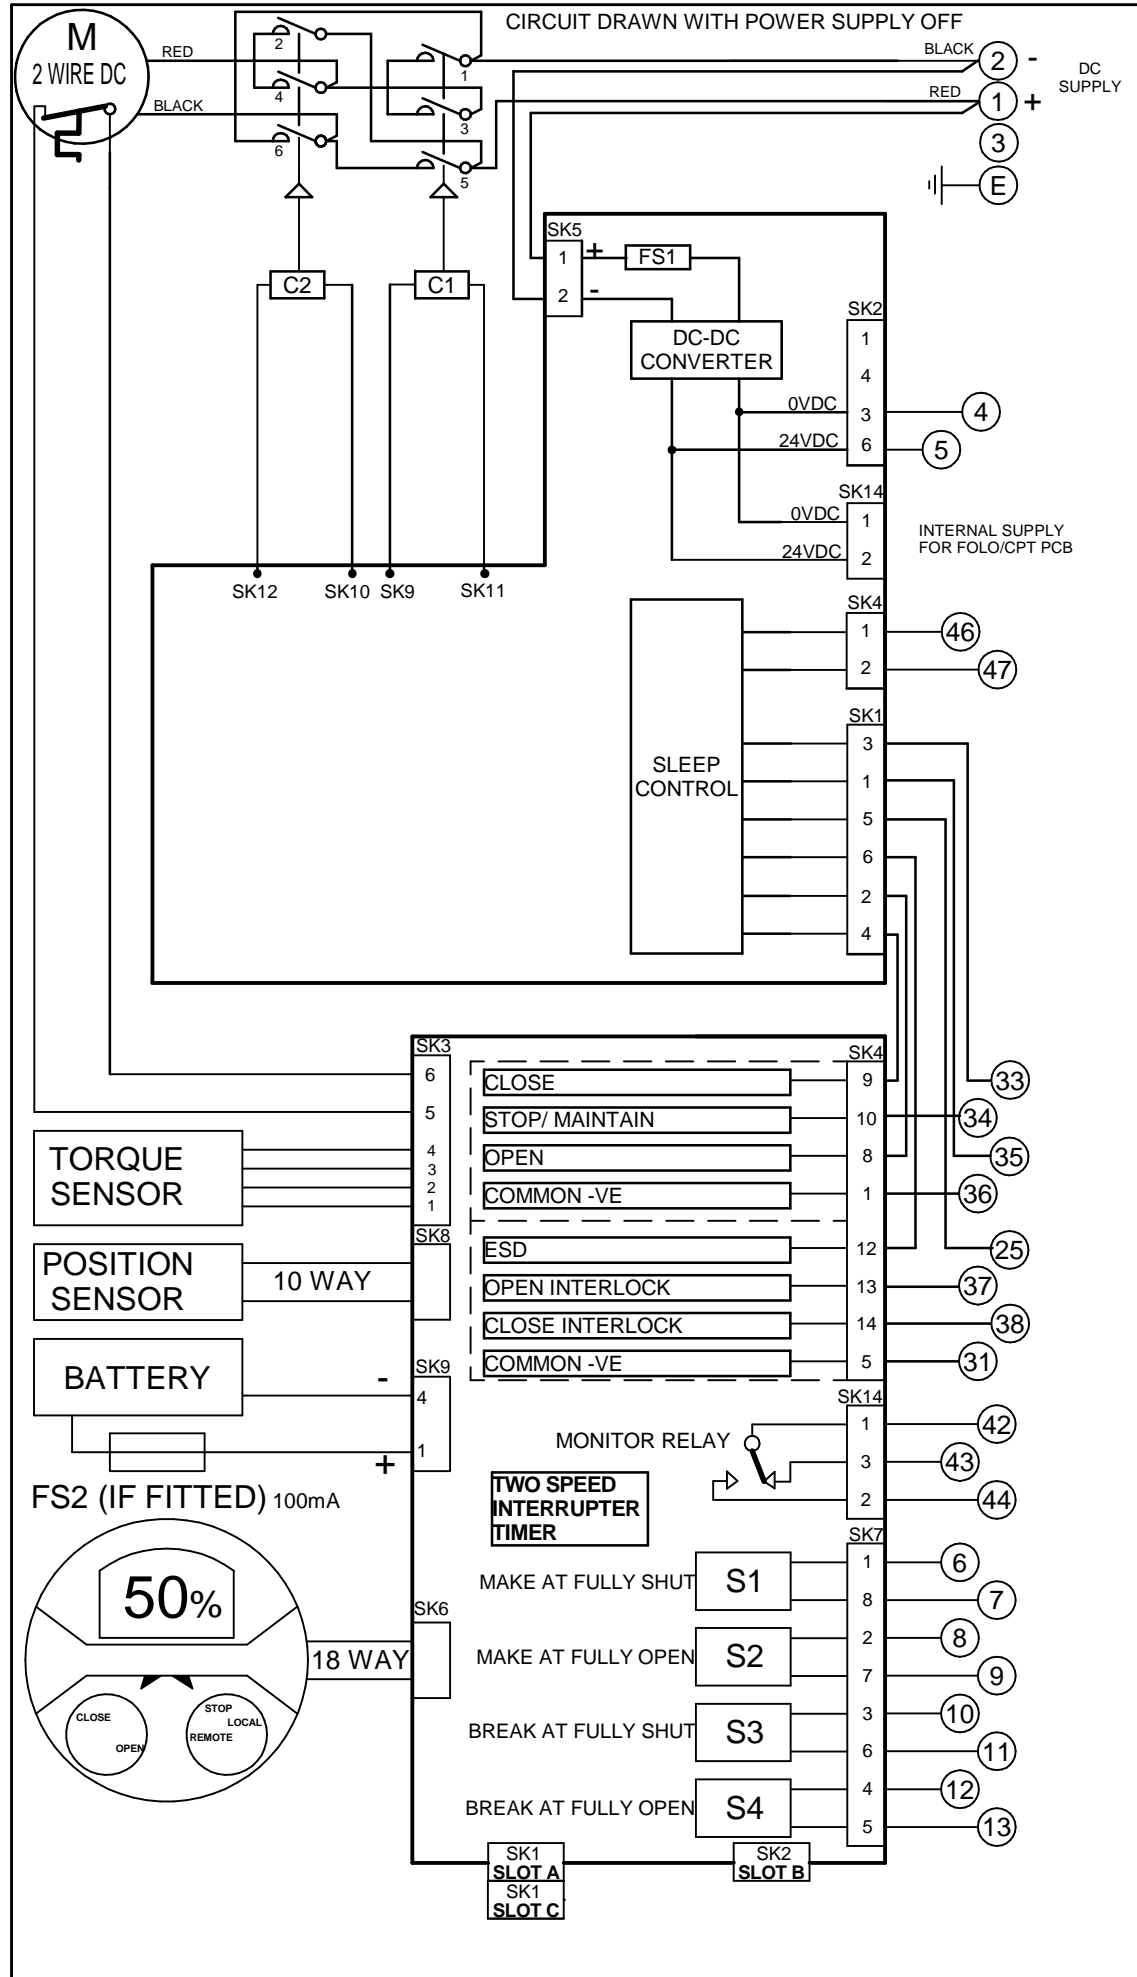 CIRCUIT DRAWN WITH POWER SUPPLY OFF
M
2 WIRE DC
RED
BLACK
2
4
6
1
3
5
BLACK
2
-
RED
1
+
DC
SUPPLY
3
E
C2
C1
SK5
1
+
2
-
FS1
DC-DC
CONVERTER
SK2
1
4
0VDC
3
4
24VDC
6
5
SK14
0VDC
1
24VDC
2
INTERNAL SUPPLY
FOR FOLO/CPT PCB
SK12
SK10
SK9
SK11
SLEEP
CONTROL
SK4
1
46
2
47
SK1
3
1
5
6
2
4
SK3
6
5
4
3
2
1
TORQUE
SENSOR
SK8
POSITION
SENSOR
10 WAY
BATTERY
-
SK9
4
1
+
FS2 (IF FITTED) 100mA
SK4
CLOSE
9
33
STOP/ MAINTAIN
10
34
OPEN
8
35
COMMON -VE
1
36
ESD
12
25
OPEN INTERLOCK
13
37
CLOSE INTERLOCK
14
38
COMMON -VE
5
31
SK14
MONITOR RELAY
1
42
3
43
2
44
TWO SPEED
INTERRUPTER
TIMER
50%
CLOSE
OPEN
STOP
LOCAL
REMOTE
18 WAY
SK6
SK7
MAKE AT FULLY SHUT
S1
1
6
8
7
MAKE AT FULLY OPEN
S2
2
8
7
9
BREAK AT FULLY SHUT
S3
3
10
6
11
BREAK AT FULLY OPEN
S4
4
12
5
13
SK1
SLOT A
SK1
SLOT C
SK2
SLOT B